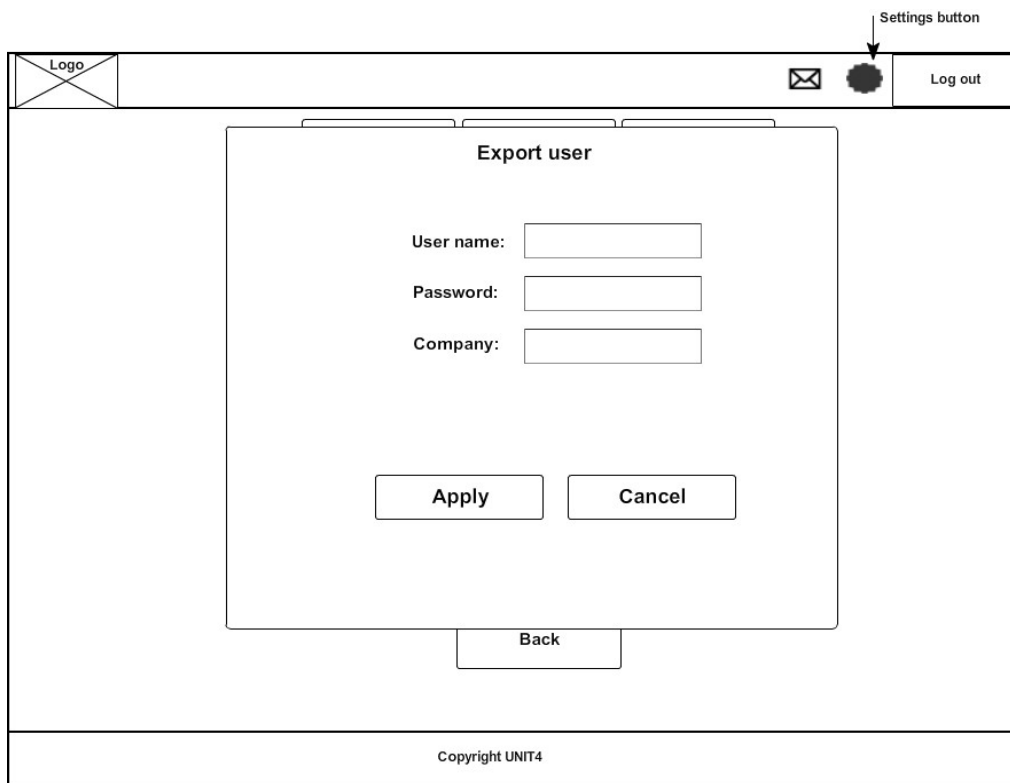 Settings button
Logo
Log out
Export user
User name:
Password:
Company:
Apply
Cancel
Back
Copyright UNIT4